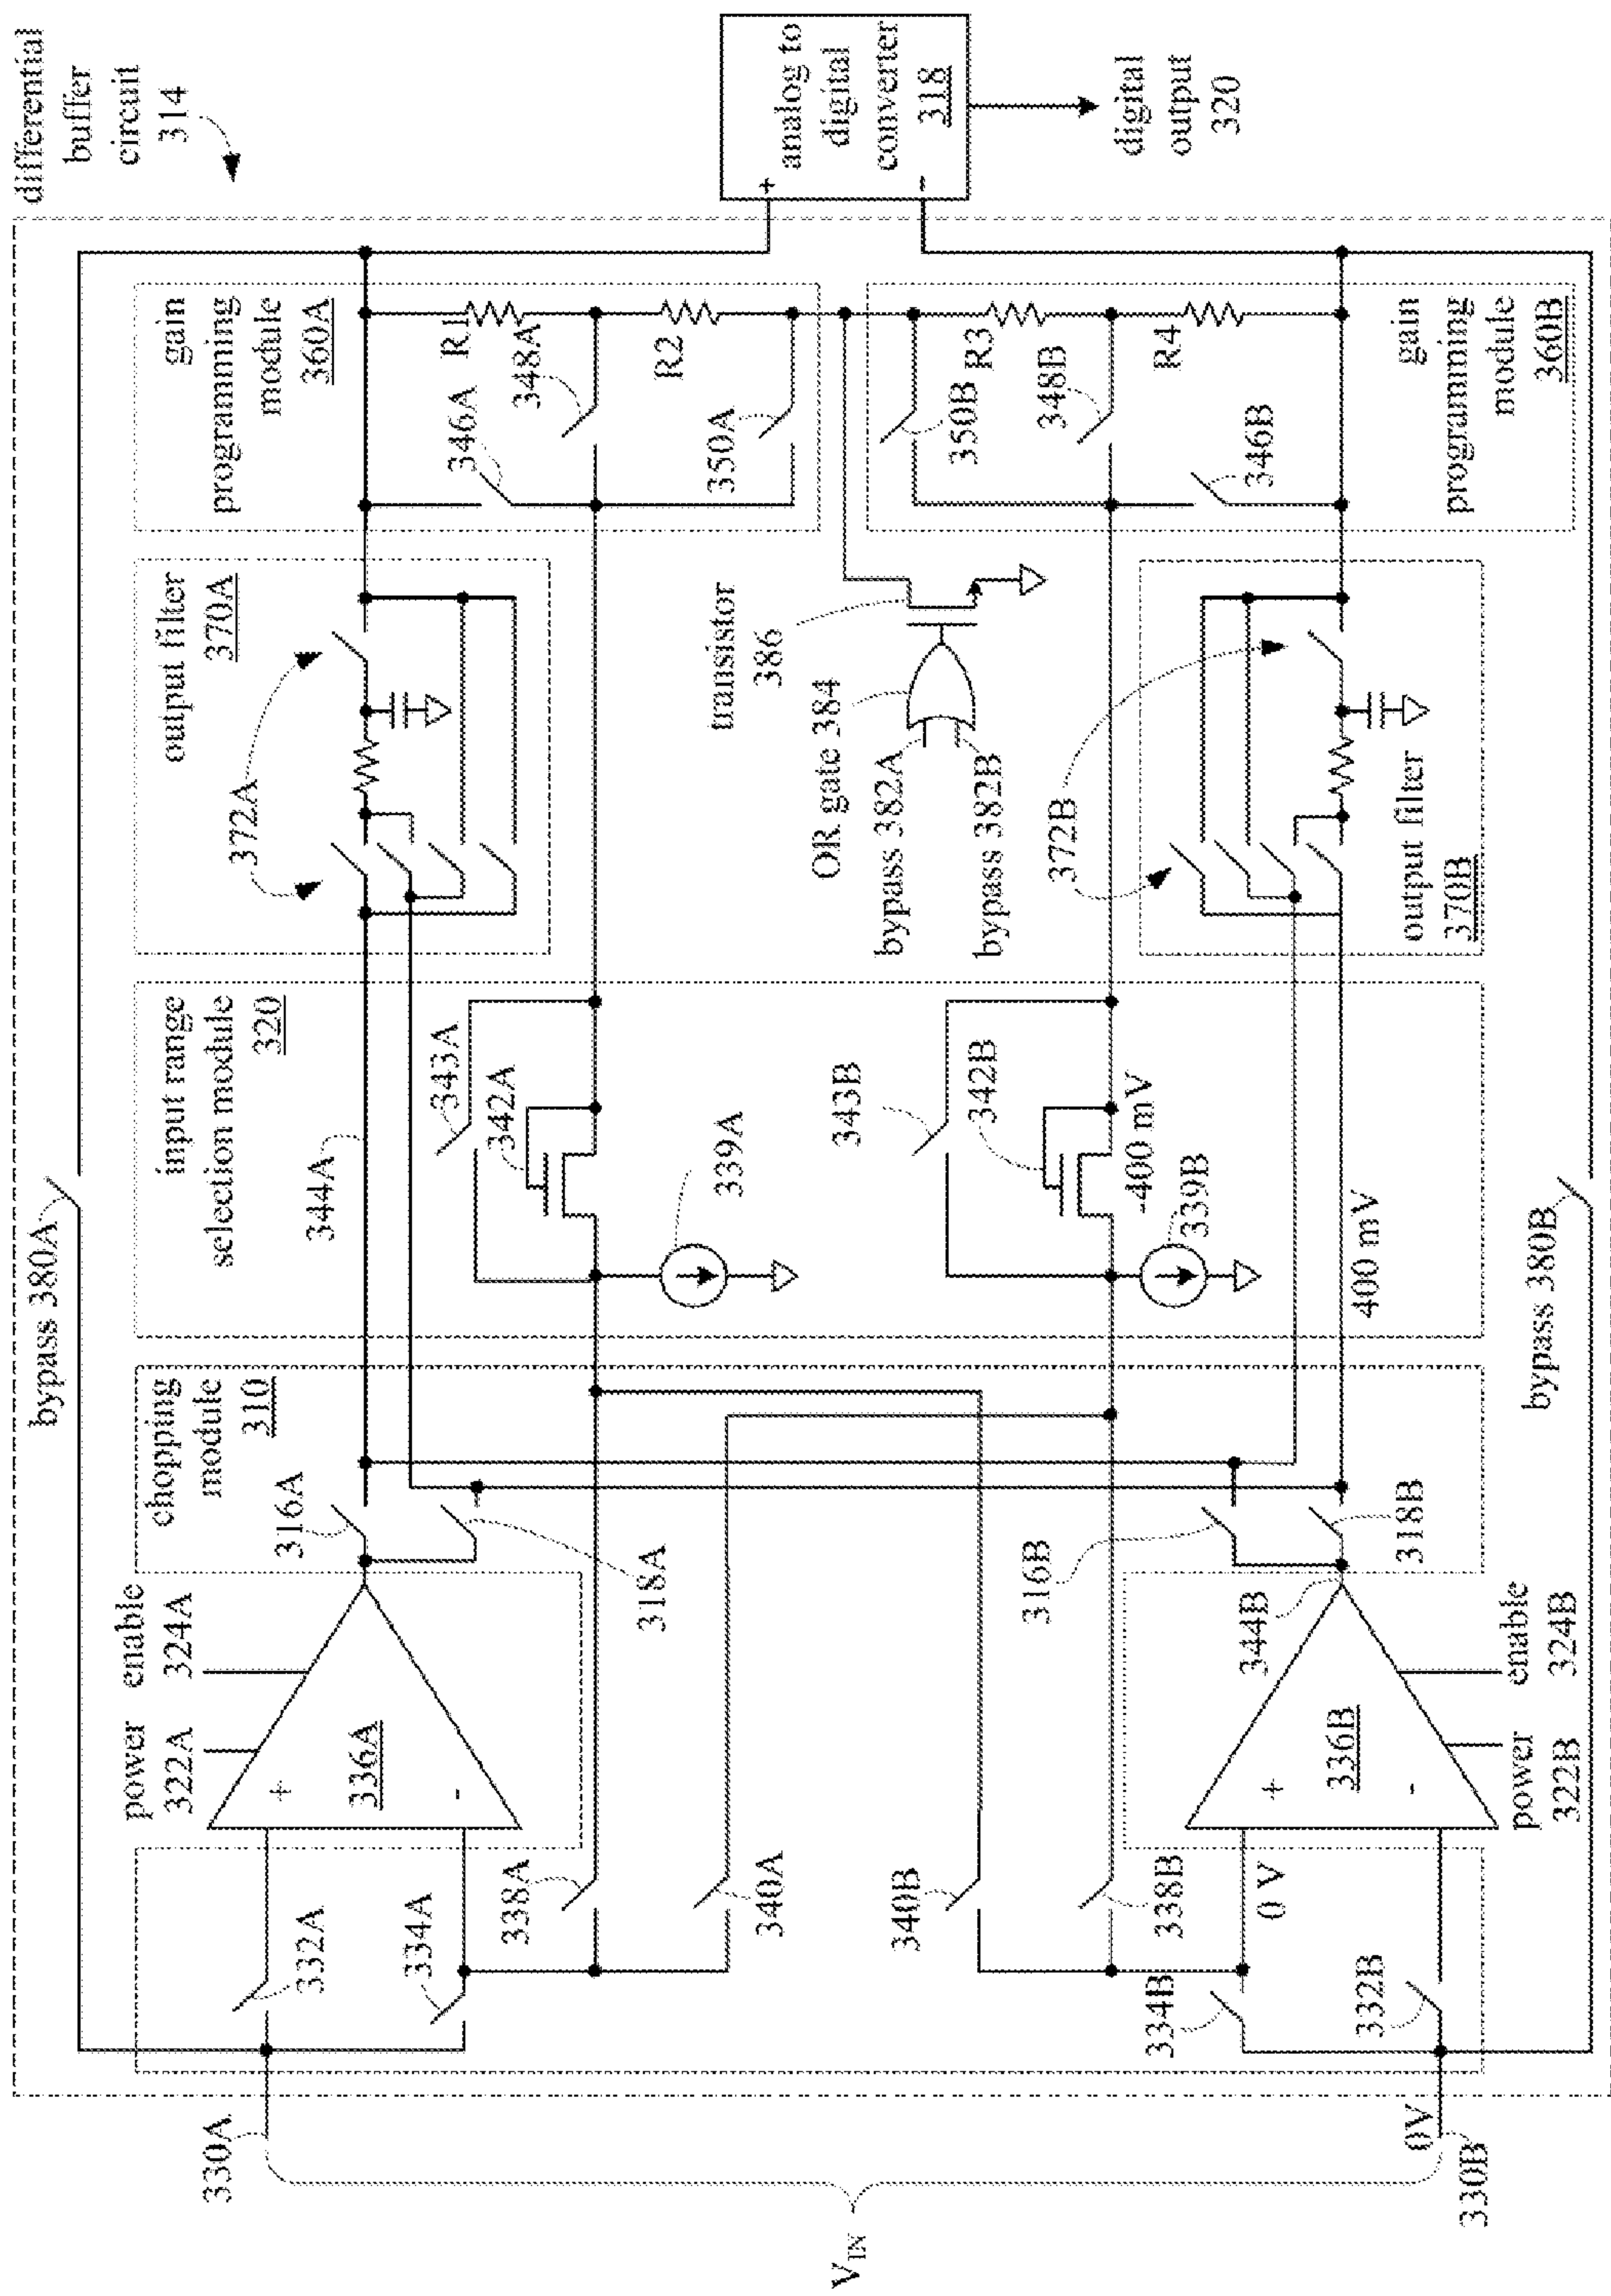 differential
buffer
circuit
314
bypass 380A
gain
programming
module
360A
output filter
370A
372A
input range
selection module
320
344A
chopping
module
310
316A
318A
enable
324A
power
322A
+
336A
-
332A
334A
330A
338A
340A
343A
342A
339A
346A
348A
350A
R1
R2
+
analog to
digital
converter
318
-
digital
output
320
transistor
386
OR gate 384
bypass 382A
bypass 382B
R3
R4
350B
348B
346B
gain
programming
module
360B
372B
output filter
370B
343B
342B
-400 mV
339B
400 mV
340B
338B
316B
318B
344B
+
336B
-
enable
324B
power
322B
0 V
334B
332B
0V
330B
VIN
bypass 380B